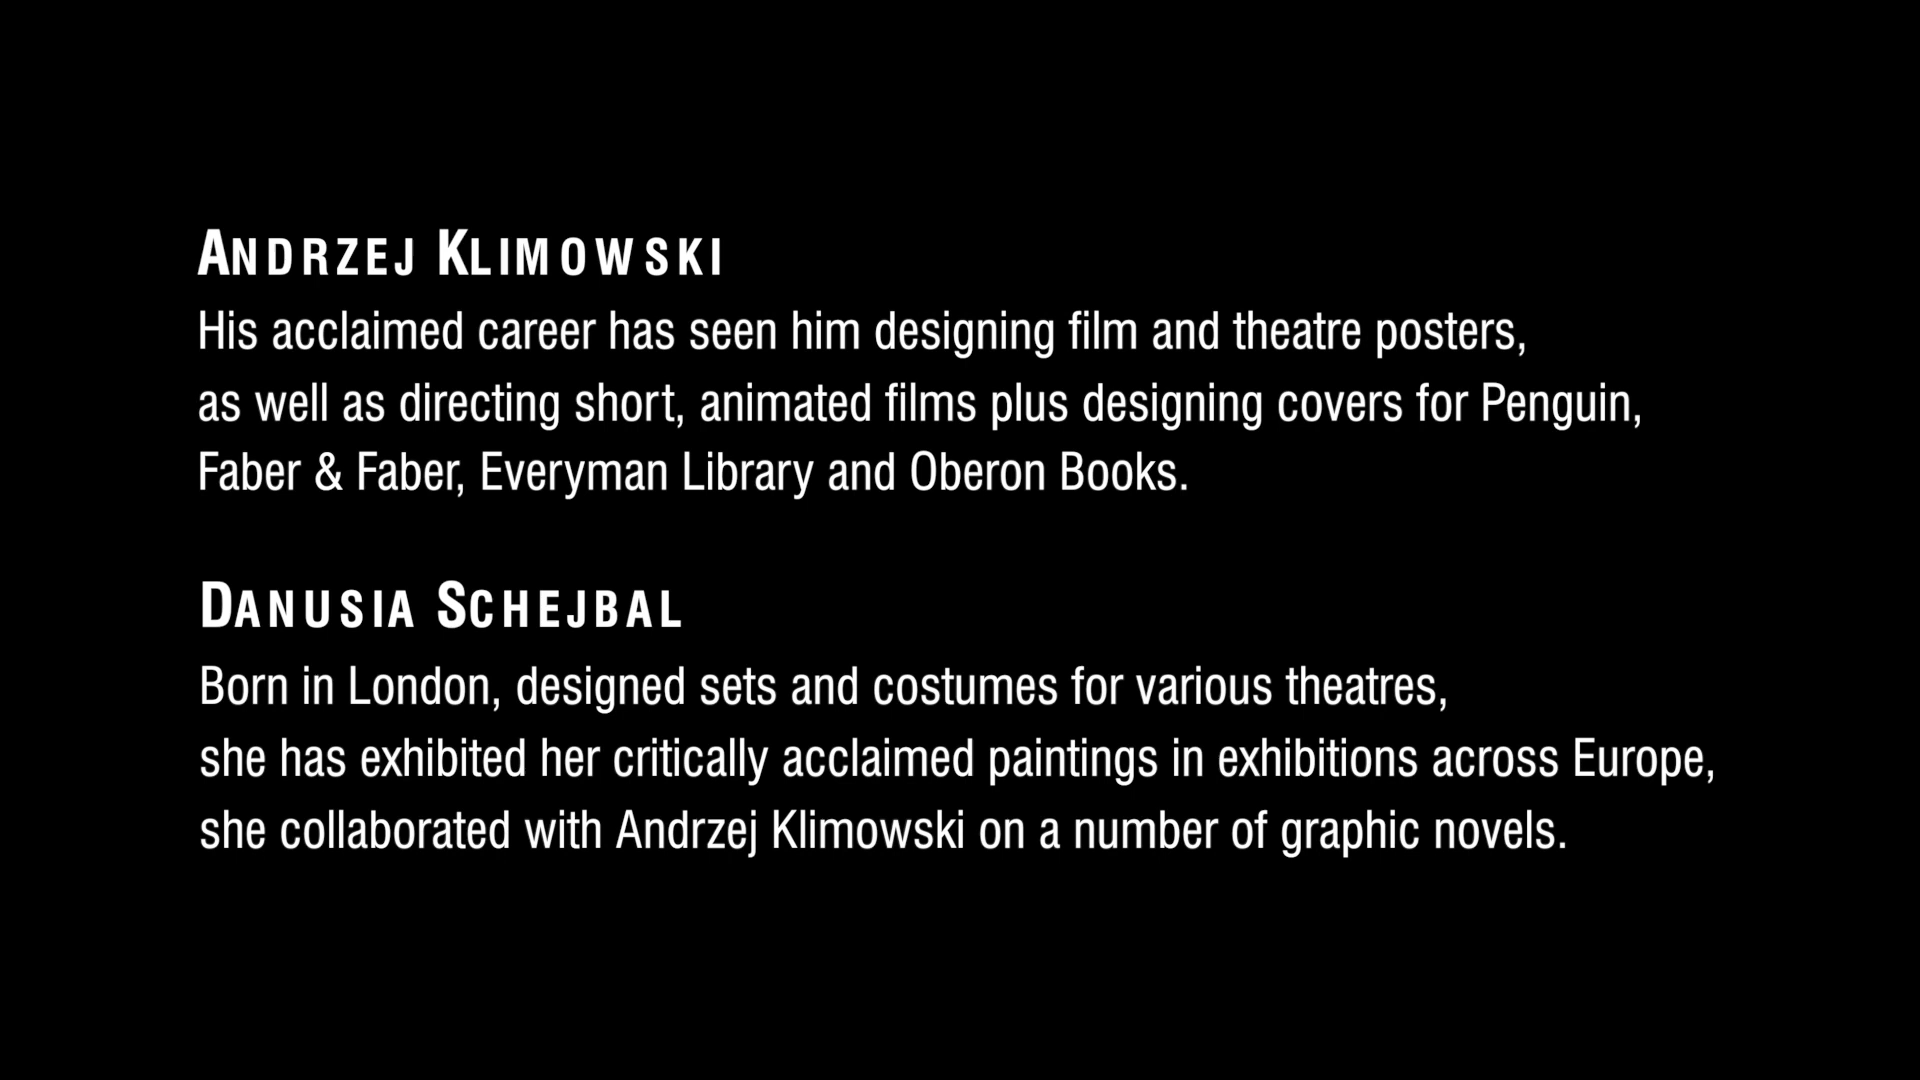 Andrzej Klimowski
His acclaimed career has seen him designing film and theatre posters,
as well as directing short, animated films plus designing covers for Penguin,
Faber & Faber, Everyman Library and Oberon Books.
Danusia Schejbal
Born in London, designed sets and costumes for various theatres,
she has exhibited her critically acclaimed paintings in exhibitions across Europe,
she collaborated with Andrzej Klimowski on a number of graphic novels.